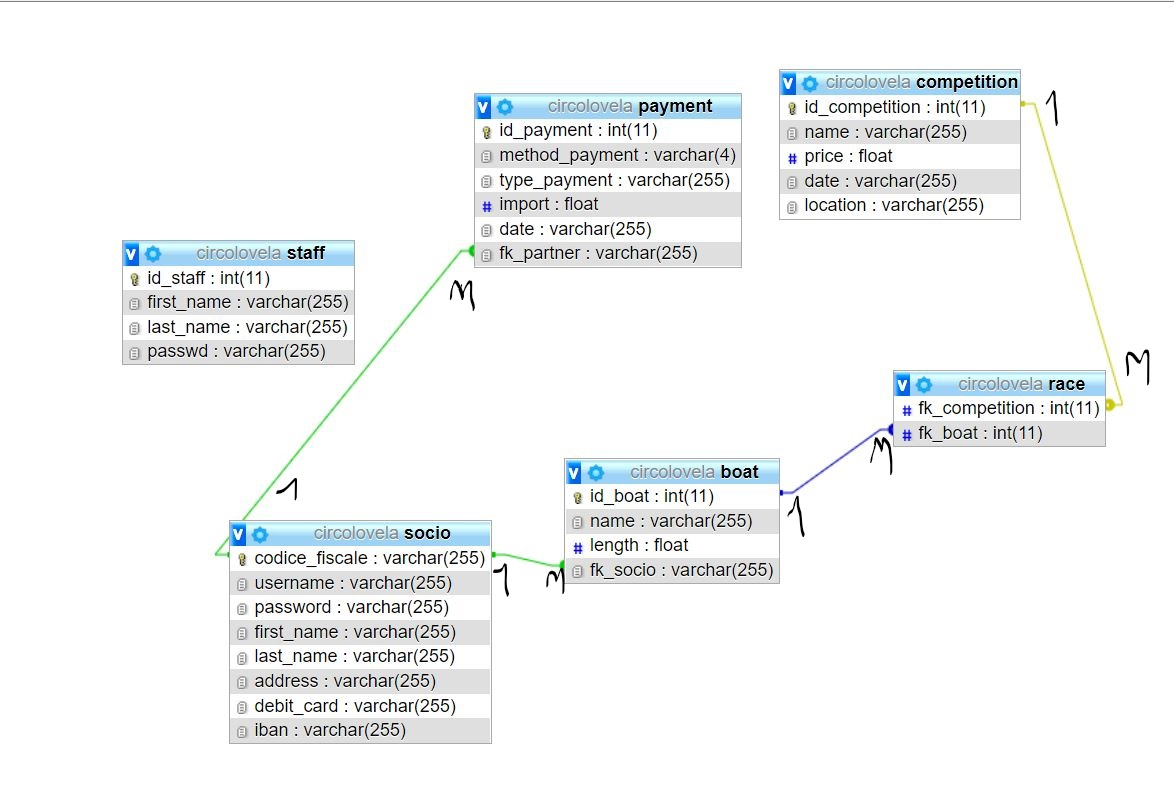 circolovela competition
id_competition : int(11)
name : varchar(255)
price : float
date : varchar(255)
location : varchar(255)
1
circolovela payment
id_payment : int(11)
method_payment : varchar(4)
type_payment : varchar(255)
import : float
date : varchar(255)
fk_partner : varchar(255)
M
circolovela staff
id_staff : int(11)
first_name : varchar(255)
last_name : varchar(255)
passwd : varchar(255)
M
circolovela race
fk_competition : int(11)
fk_boat : int(11)
M
1
circolovela boat
id_boat : int(11)
name : varchar(255)
length : float
fk_socio : varchar(255)
1
circolovela socio
codice_fiscale : varchar(255)
username : varchar(255)
password : varchar(255)
first_name : varchar(255)
last_name : varchar(255)
address : varchar(255)
debit_card : varchar(255)
iban : varchar(255)
1
M